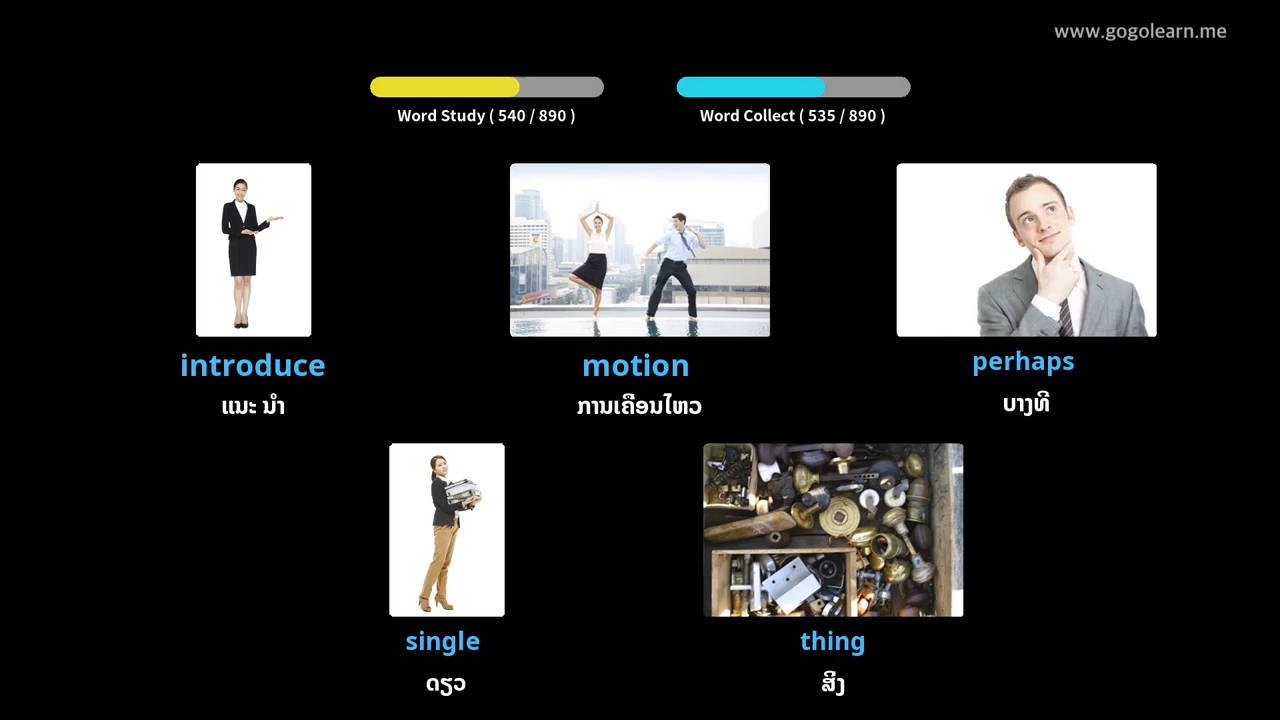 www.gogolearn.me
Word Study ( 540 / 890 )
Word Collect ( 535 / 890 )
introduce
ແນະ ນໍາ
motion
ການເຄືອນໄຫວ
perhaps
ບາງທີ
single
ດຽວ
thing
ສິງ